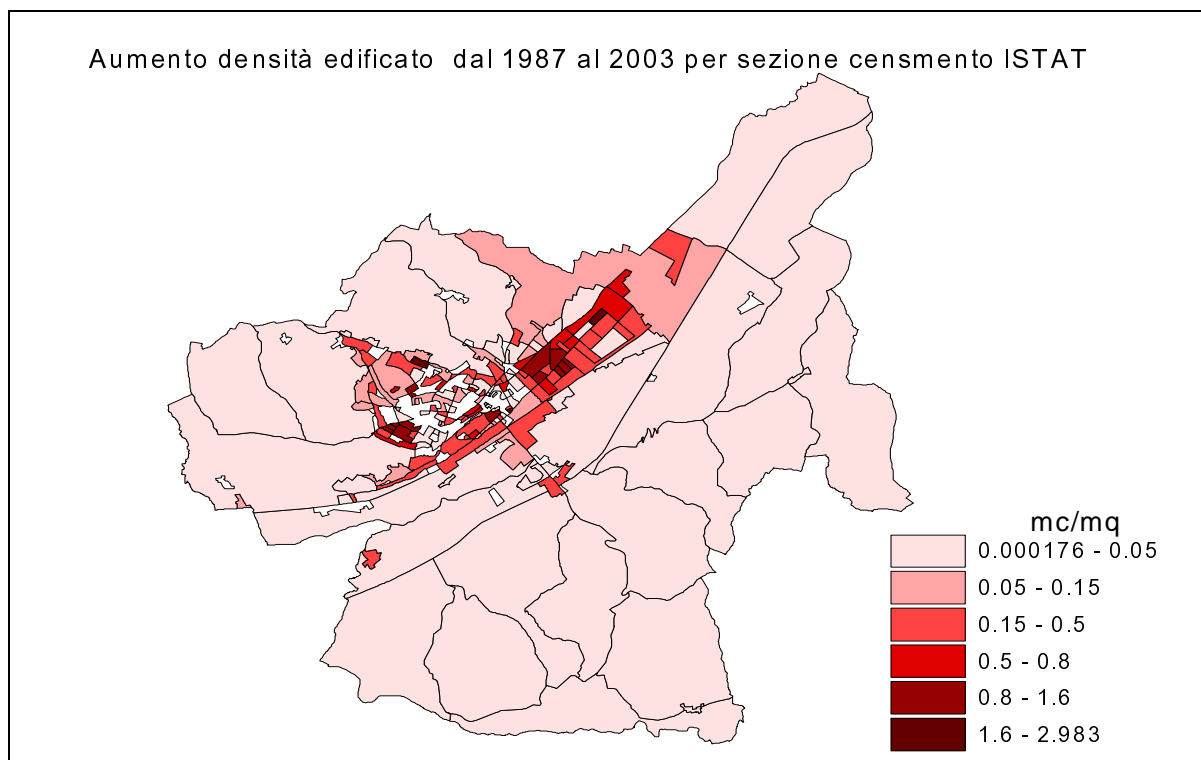 Aumento densità edificato dal 1987 al 2003 per sezione censmento ISTAT
mc/mq
0.000176 - 0.05
0.05 - 0.15
0.15 - 0.5
0.5 - 0.8
0.8 - 1.6
1.6 - 2.983